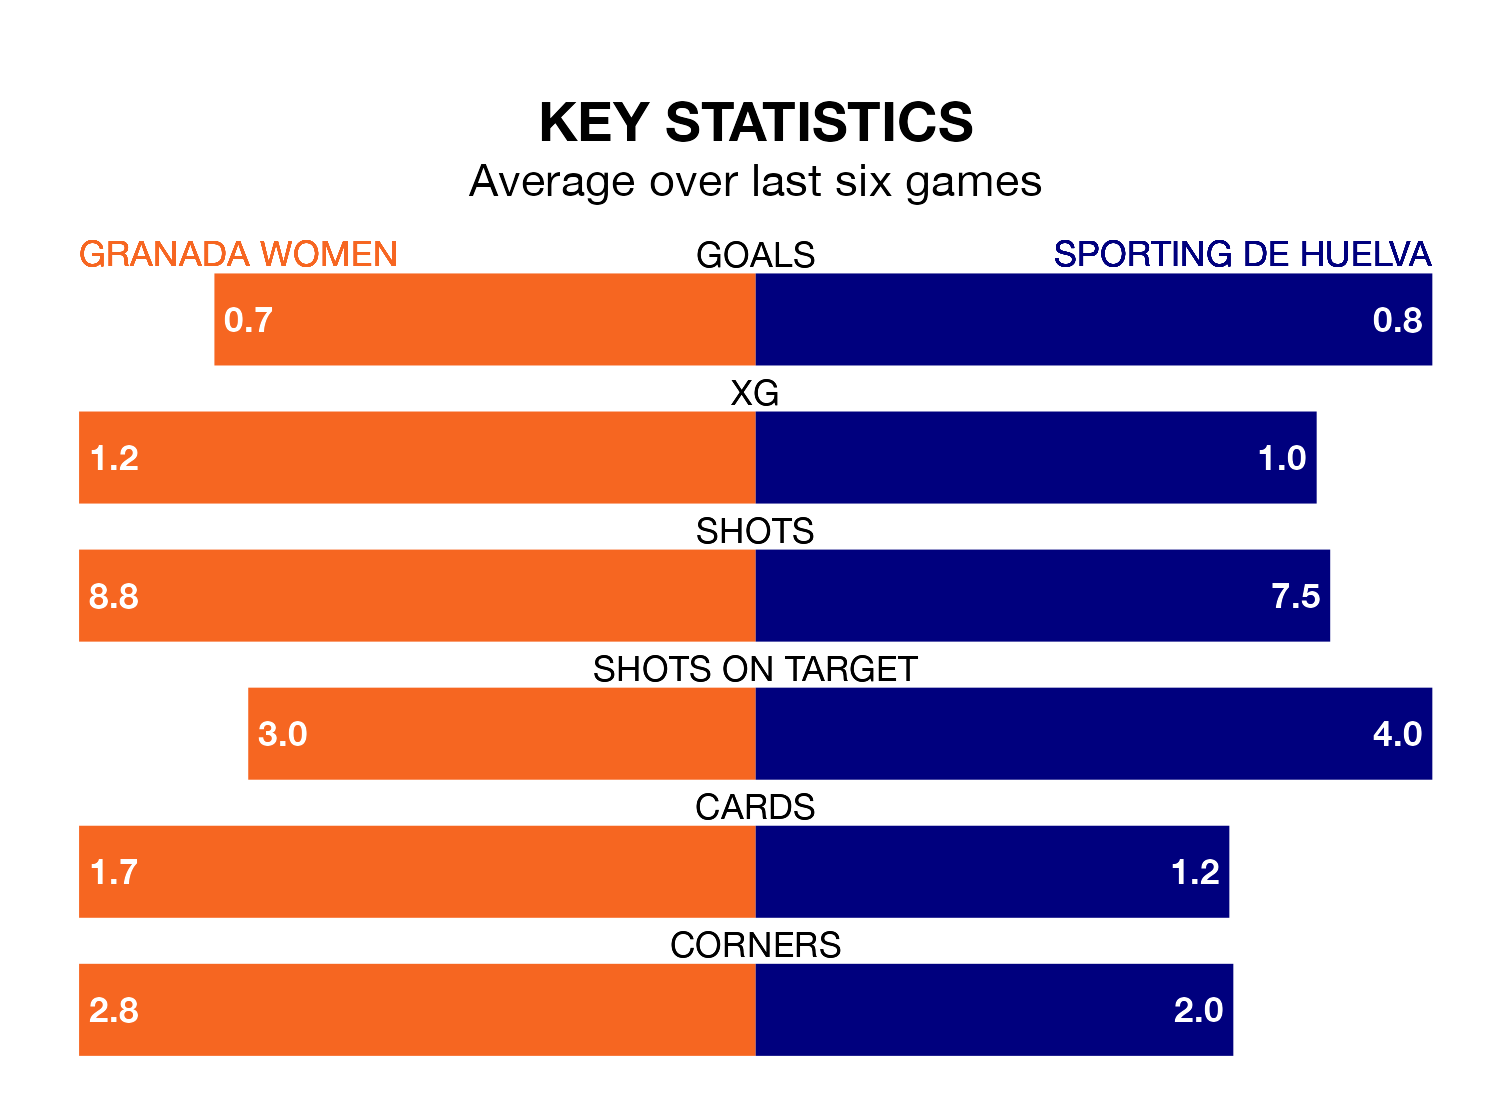 KEY STATISTICS
Average over last six games
GRANADA WOMEN GOALS SPORTING DE HUELVA
0.7 0.8
XG
1.2 1.0
SHOTS
8.8 7.5
SHOTS ON TARGET
3.0 4.0
CARDS
1.7 1.2
CORNERS
2.8 2.0